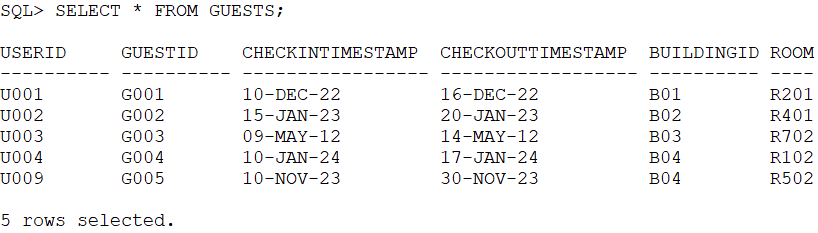 SQL> SELECT * FROM GUESTS;
USERID GUESTID CHECKINTIMESTAMP CHECKOUTTIMESTAMP BUILDINGID ROOM
---------- ---------- ------------------ ------------------ ---------- ----
U001 G001 10-DEC-22 16-DEC-22 B01 R201
U002 G002 15-JAN-23 20-JAN-23 B02 R401
U003 G003 09-MAY-12 14-MAY-12 B03 R702
U004 G004 10-JAN-24 17-JAN-24 B04 R102
U009 G005 10-NOV-23 30-NOV-23 B04 R502
5 rows selected.